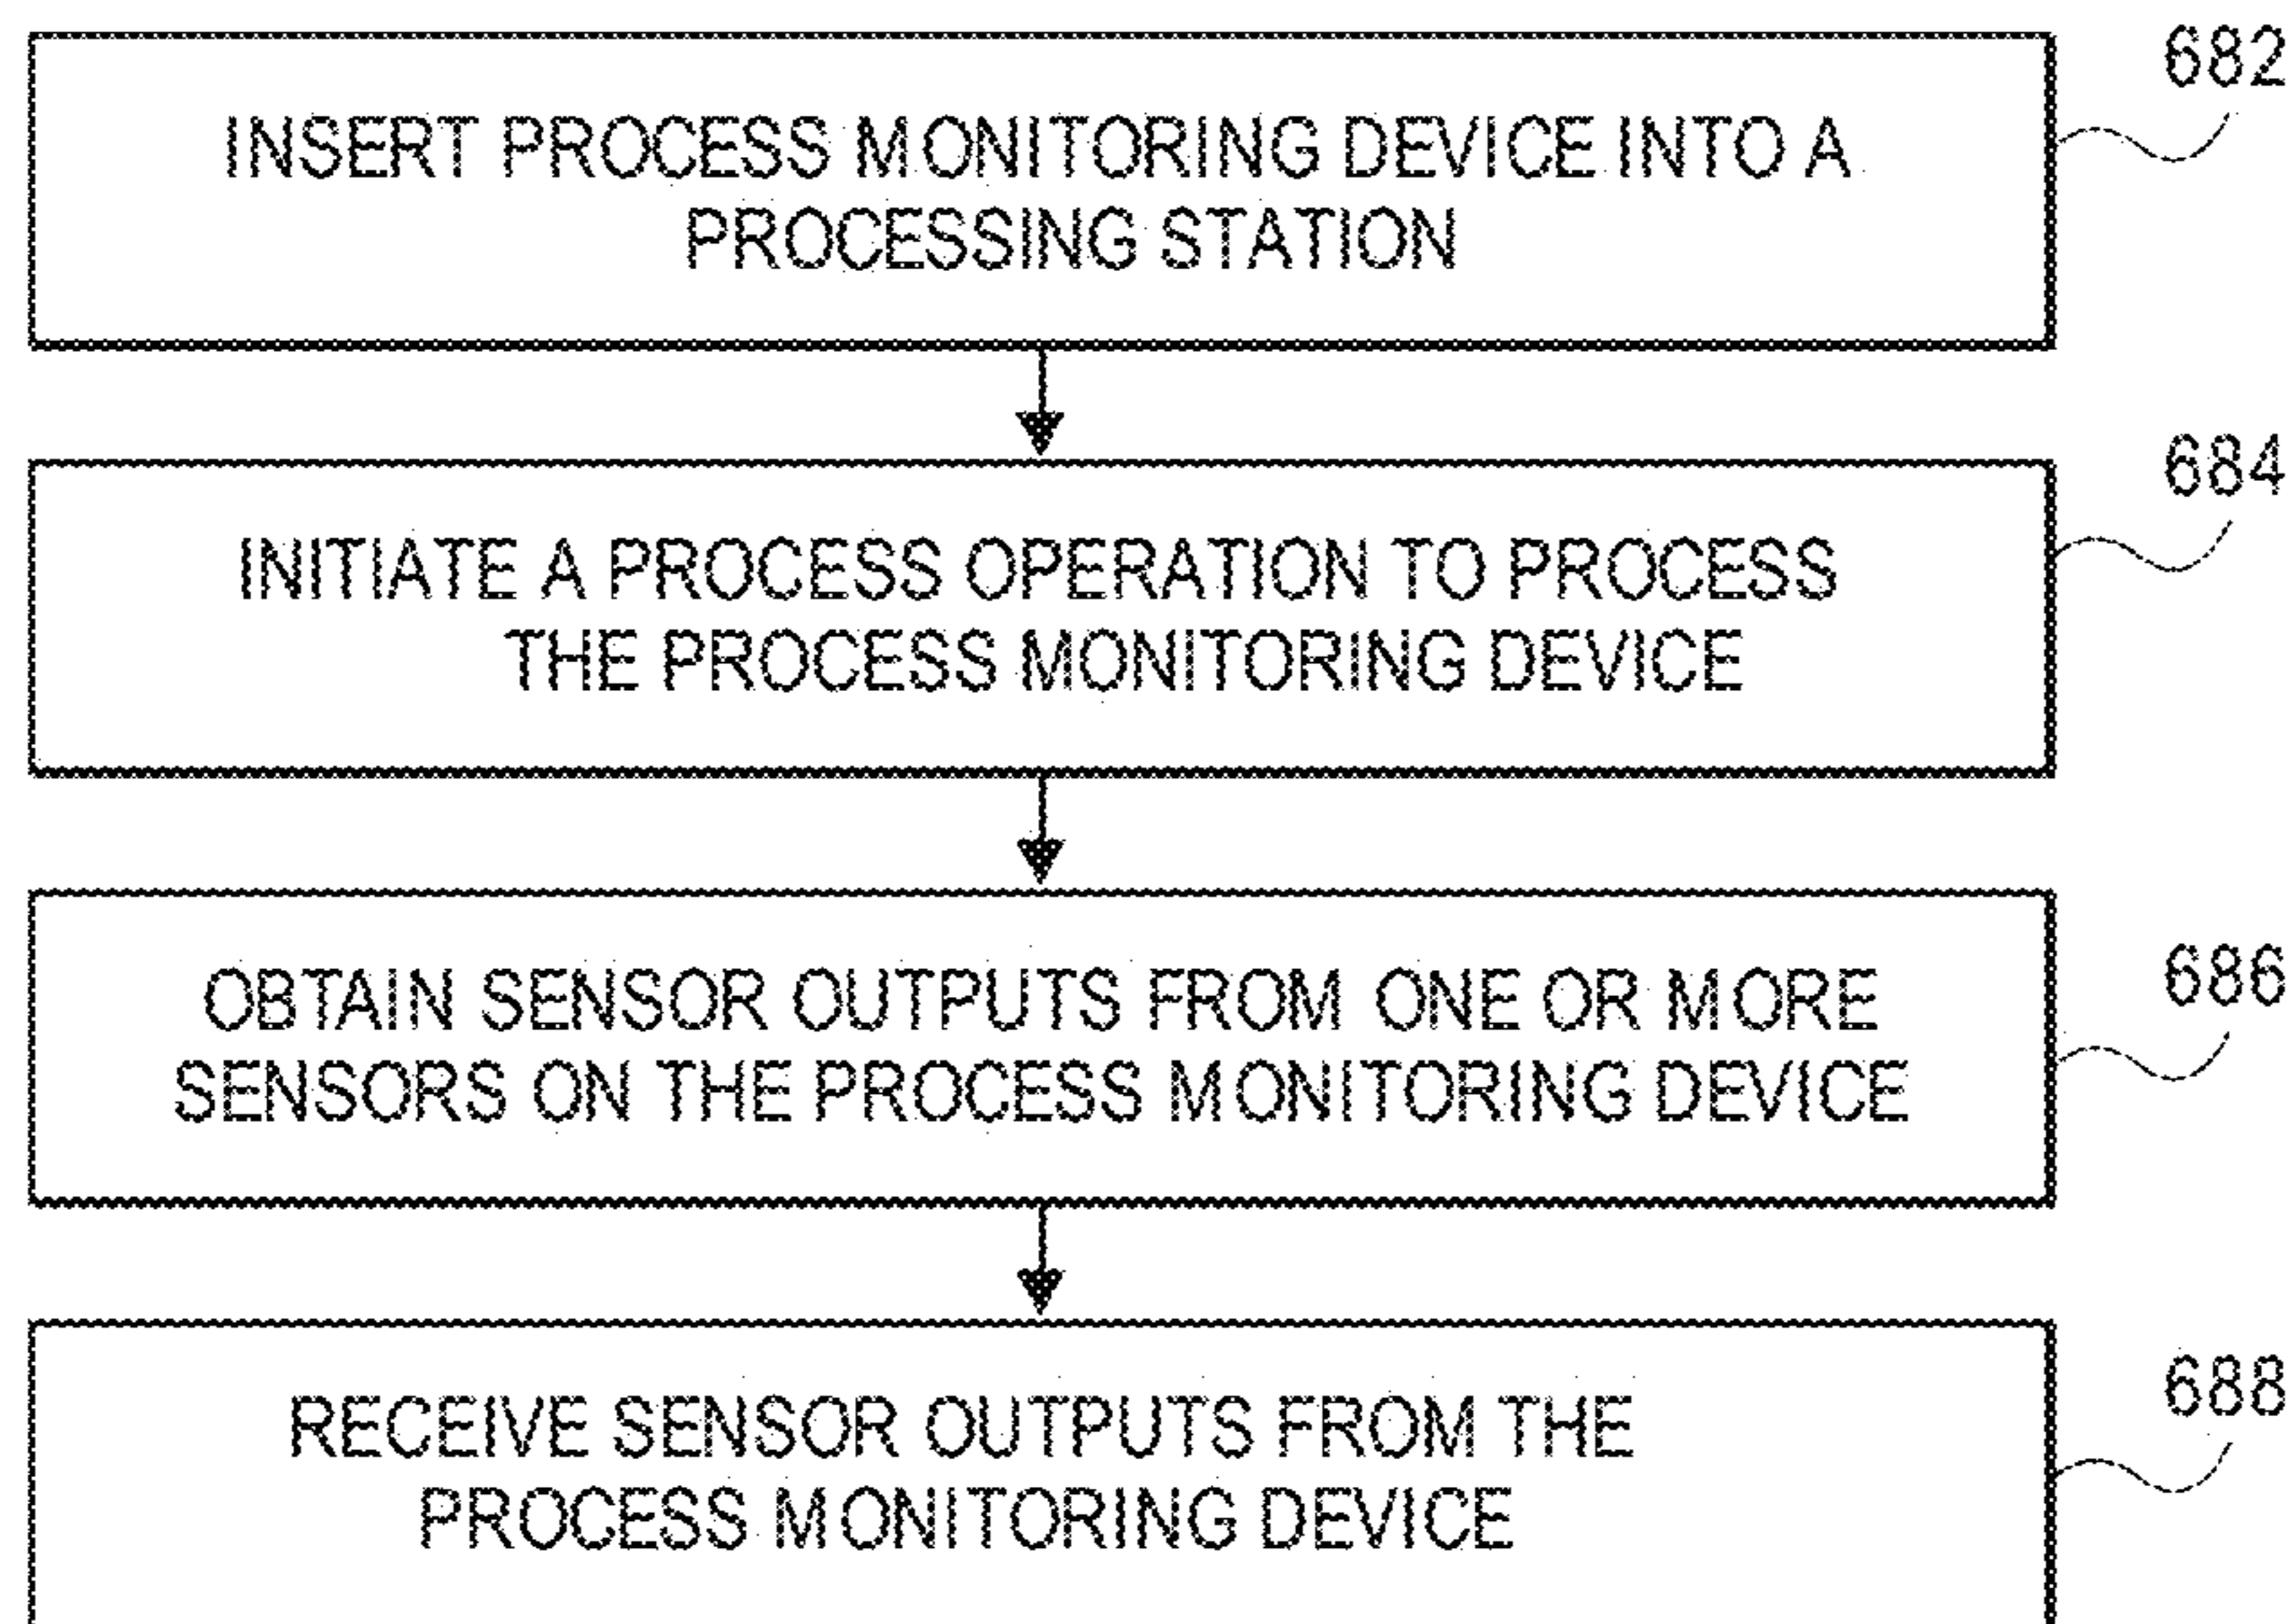 682
INSERT PROCESS MONITORING DEVICE INTO A
PROCESSING STATION
684
INITIATE A PROCESS OPERATION TO PROCESS
THE PROCESS MONITORING DEVICE
686
OBTAIN SENSOR OUTPUTS FROM ONE OR MORE
SENSORS ON THE PROCESS MONITORING DEVICE
688
RECEIVE SENSOR OUTPUTS FROM THE
PROCESS MONITORING DEVICE